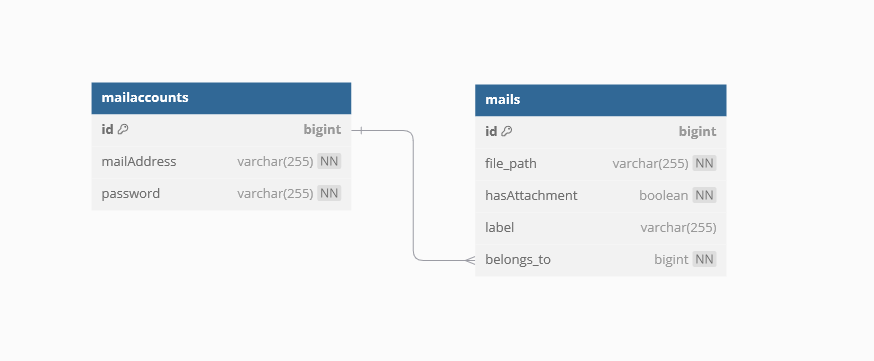 mailaccounts
id bigint
mailAddress varchar(255) NN
password varchar(255) NN
mails
id bigint
file_path varchar(255) NN
hasAttachment boolean NN
label varchar(255)
belongs_to bigint NN